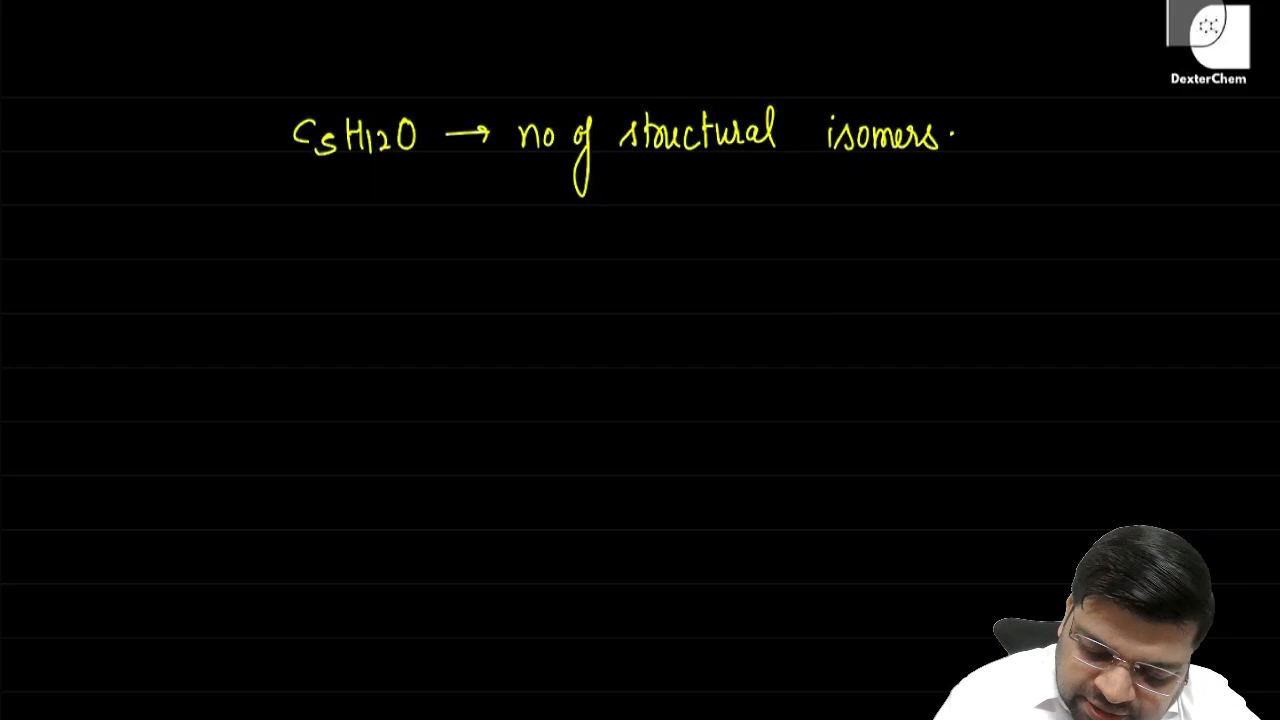 DexterChem
C5H12O → no of structural isomers.